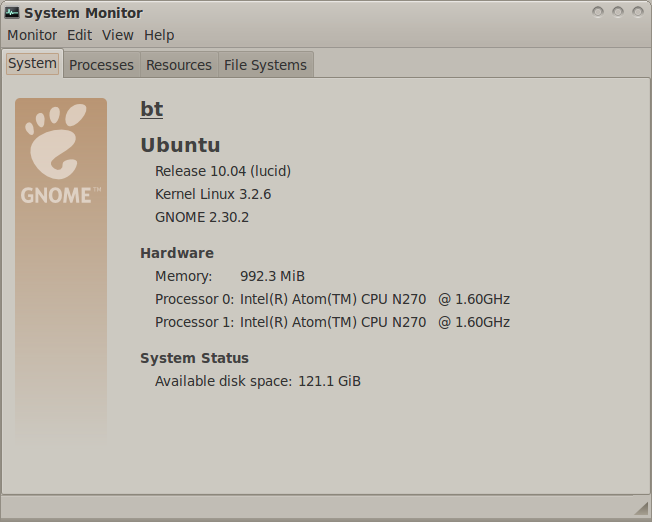 System Monitor
Monitor Edit View Help
System Processes Resources File Systems
GNOME™
bt
Ubuntu
Release 10.04 (lucid)
Kernel Linux 3.2.6
GNOME 2.30.2
Hardware
Memory: 992.3 MiB
Processor 0: Intel(R) Atom(TM) CPU N270 @ 1.60GHz
Processor 1: Intel(R) Atom(TM) CPU N270 @ 1.60GHz
System Status
Available disk space: 121.1 GiB